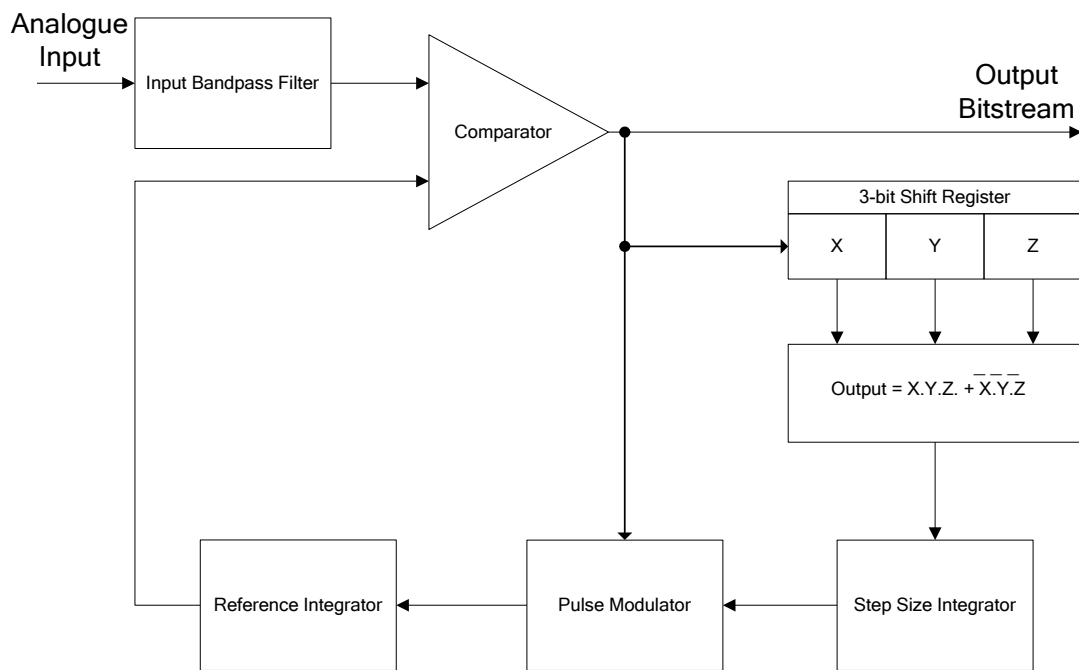 Analogue
Input
Input Bandpass Filter
Comparator
Output
Bitstream
3-bit Shift Register
X Y Z
Output = X.Y.Z. + X̅.Y̅.Z̅
Reference Integrator
Pulse Modulator
Step Size Integrator